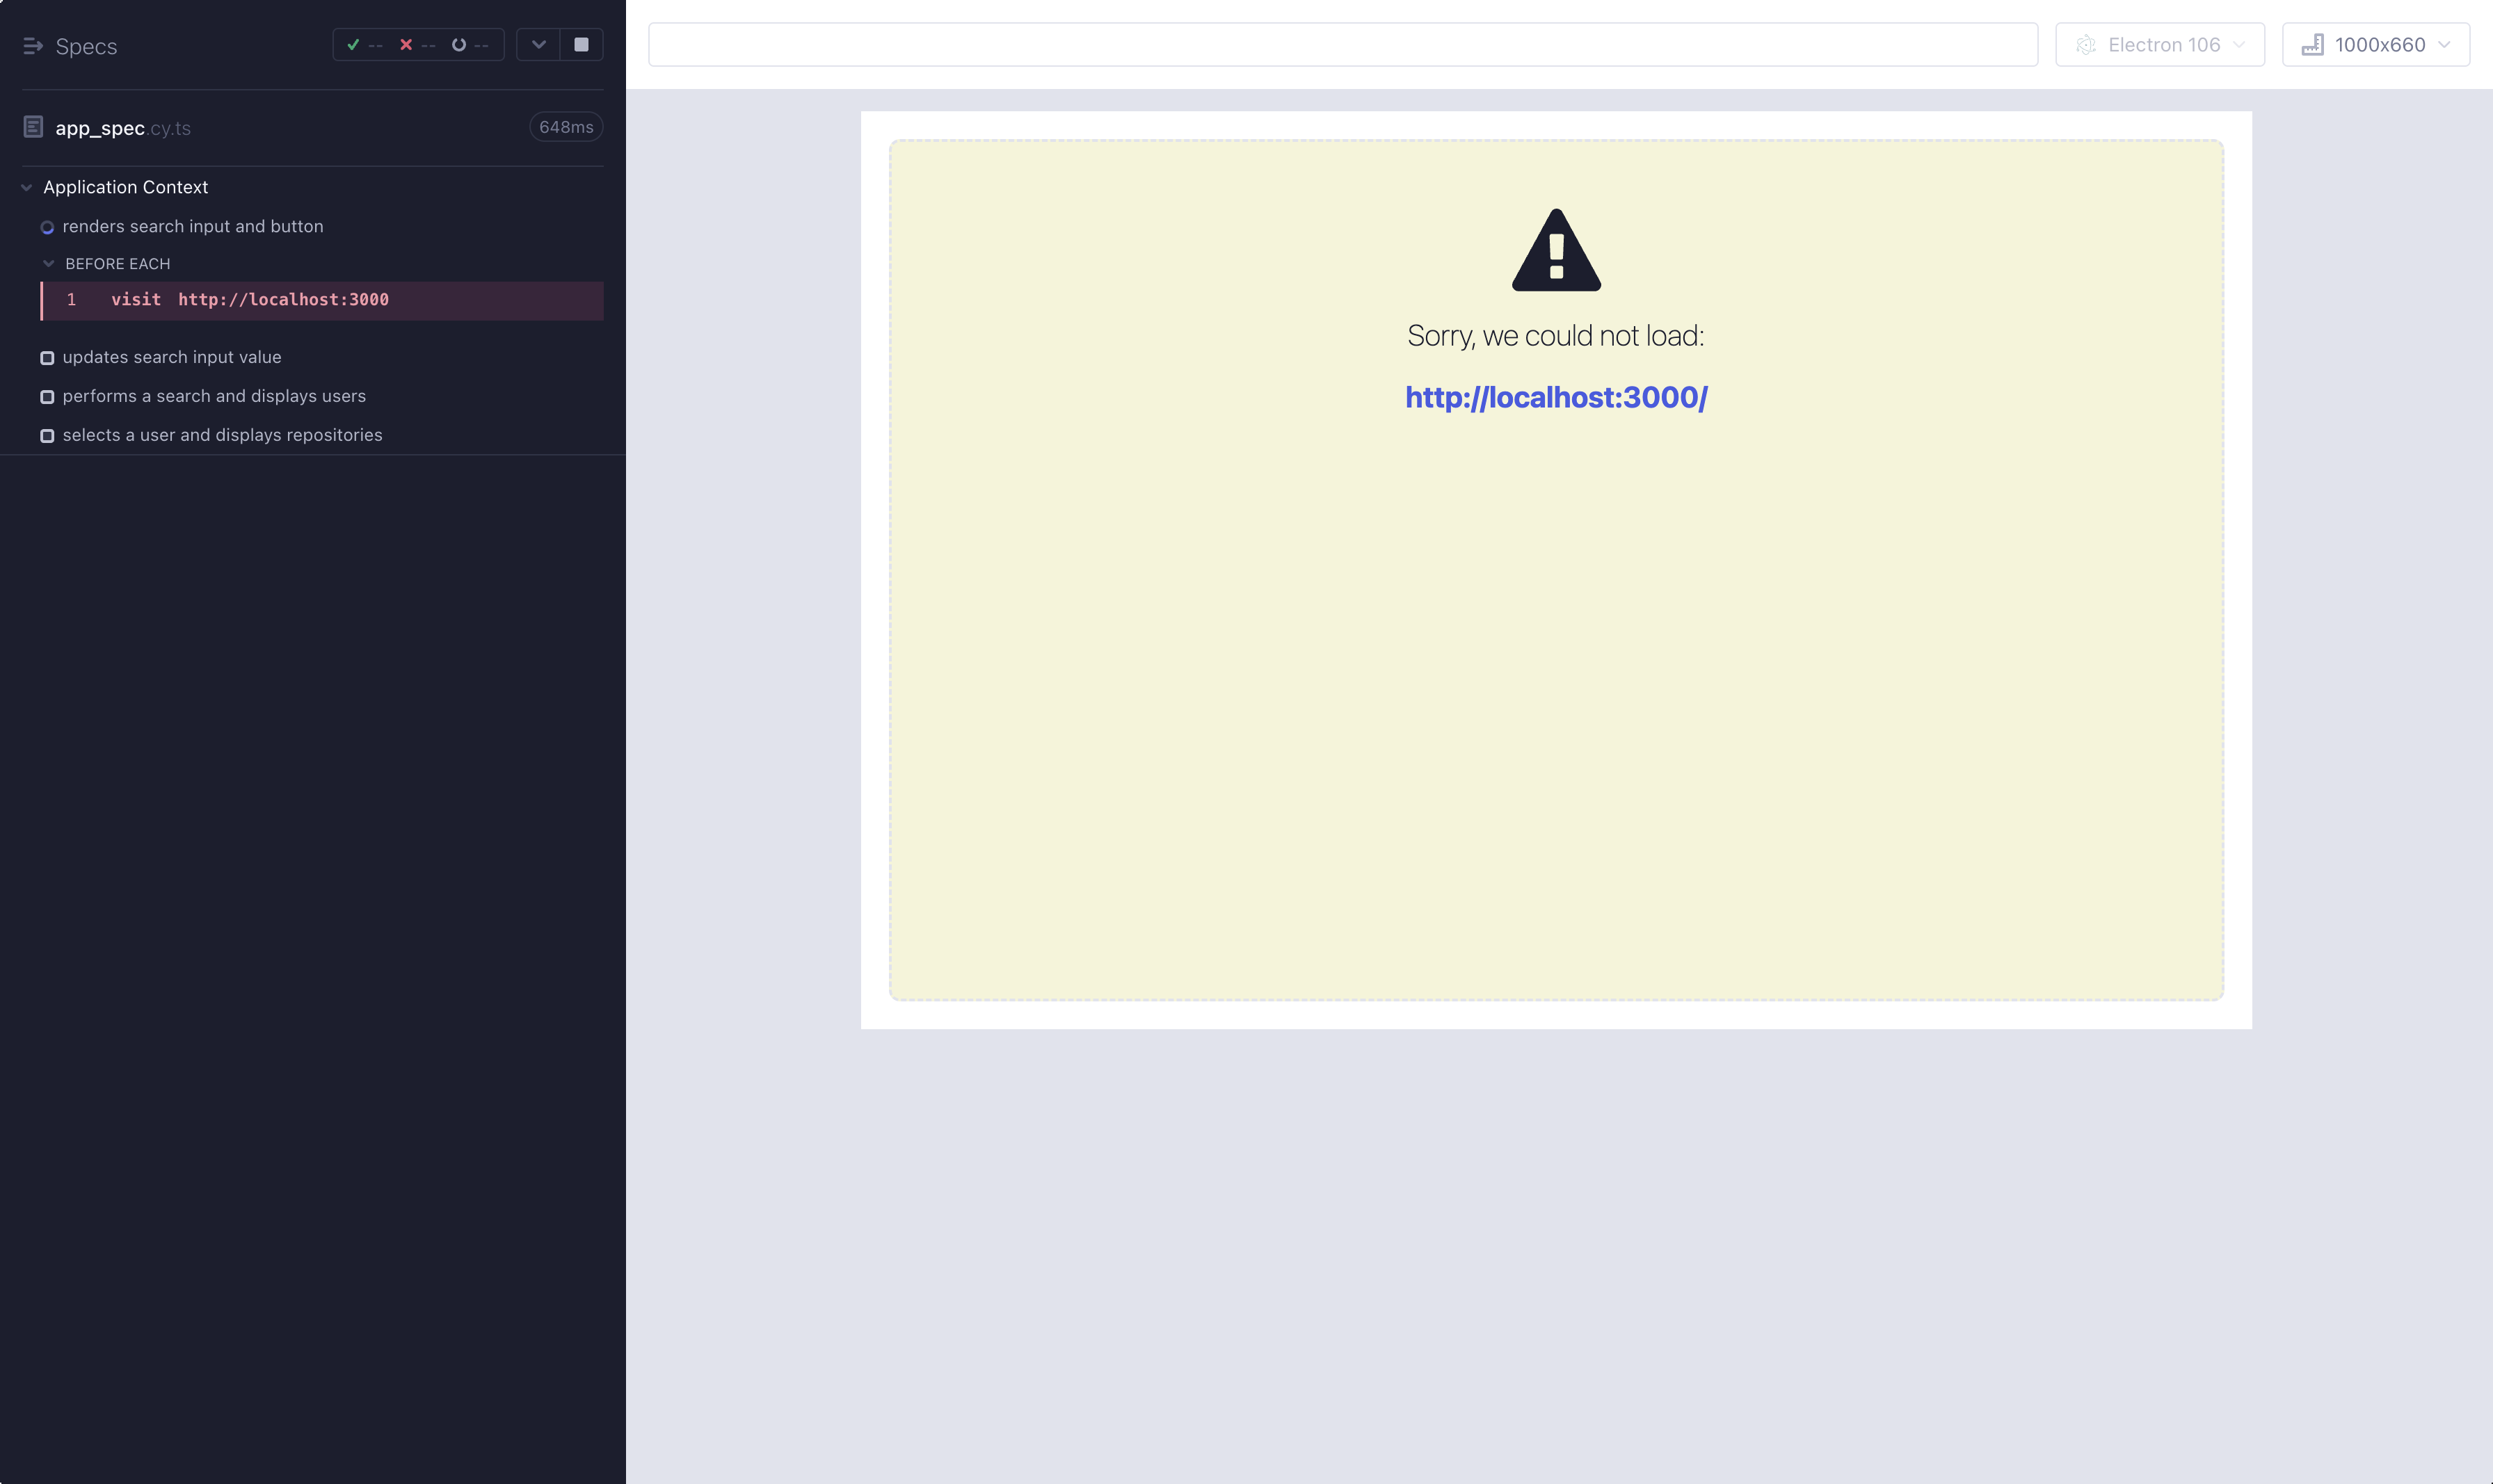 Specs
-- -- --
app_spec.cy.ts
648ms
Application Context
renders search input and button
BEFORE EACH
1 visit http://localhost:3000
updates search input value
performs a search and displays users
selects a user and displays repositories
Electron 106
1000x660
Sorry, we could not load:
http://localhost:3000/